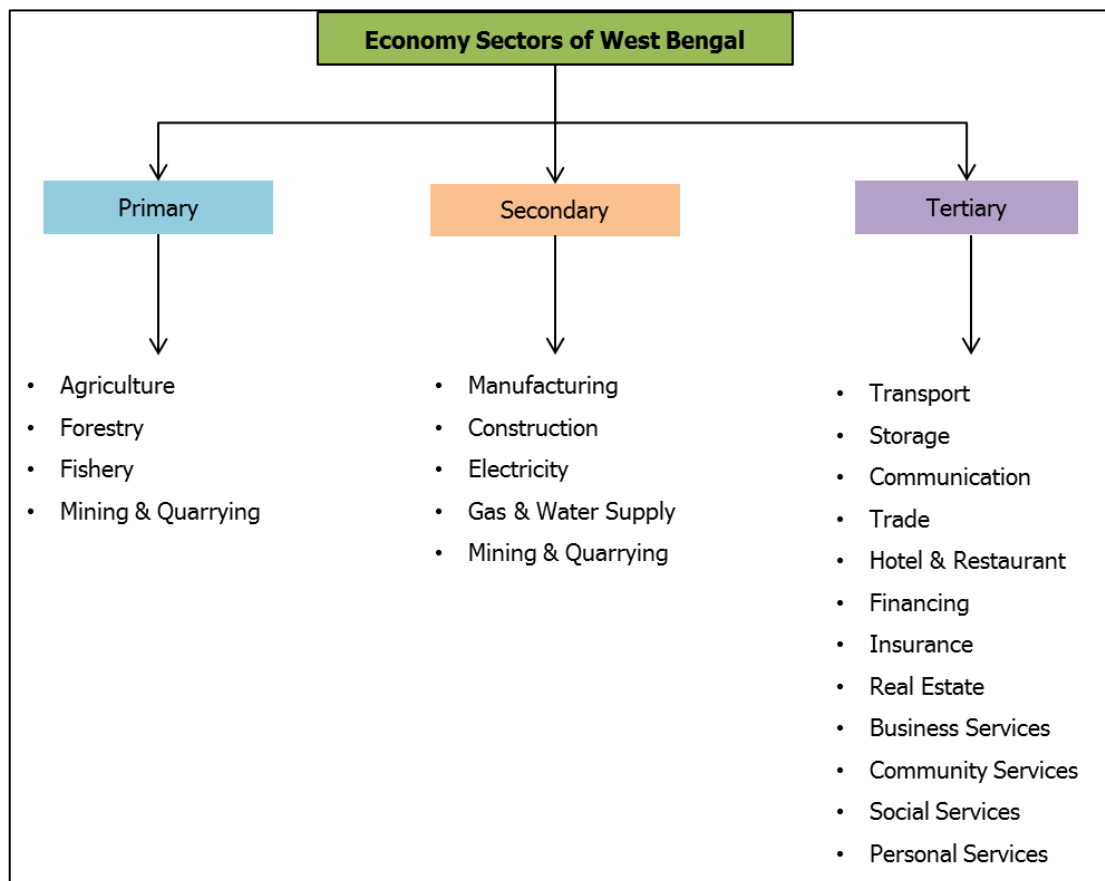 Economy Sectors of West Bengal
Primary
Secondary
Tertiary
• Agriculture
• Forestry
• Fishery
• Mining & Quarrying
• Manufacturing
• Construction
• Electricity
• Gas & Water Supply
• Mining & Quarrying
• Transport
• Storage
• Communication
• Trade
• Hotel & Restaurant
• Financing
• Insurance
• Real Estate
• Business Services
• Community Services
• Social Services
• Personal Services